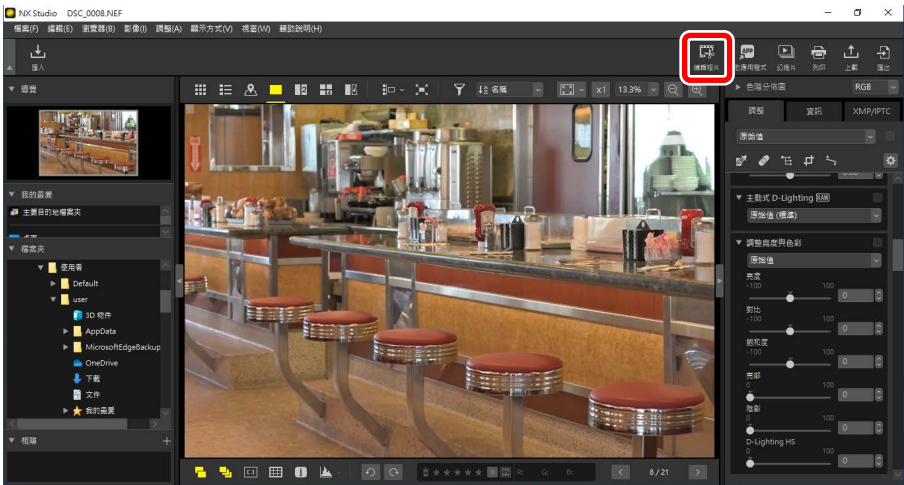 NX Studio DSC_0008.NEF
檔案(F) 編輯(E) 瀏覽器(B) 影像(I) 調整(A) 顯示方式(V) 視窗(W) 輔助說明(H)
匯入
編輯短片
幻燈片
列印
上載
匯出
導覽
名稱
x1
13.3%
色階分佈圖
RGB
調整
資訊
XMP/IPTC
原始值
我的最愛
主要目的地檔案夾
檔案夾
使用者
Default
user
3D 物件
AppData
MicrosoftEdgeBackup
OneDrive
下載
文件
我的最愛
相簿
主動式 D-Lighting RAW
原始值 (標準)
調整亮度與色彩
原始值
亮度
-100 100
0
對比
-100 100
0
飽和度
-100 100
0
亮部
0 100
0
陰影
0 100
0
D-Lighting HS
0 100
0
R: G: B:
8/21